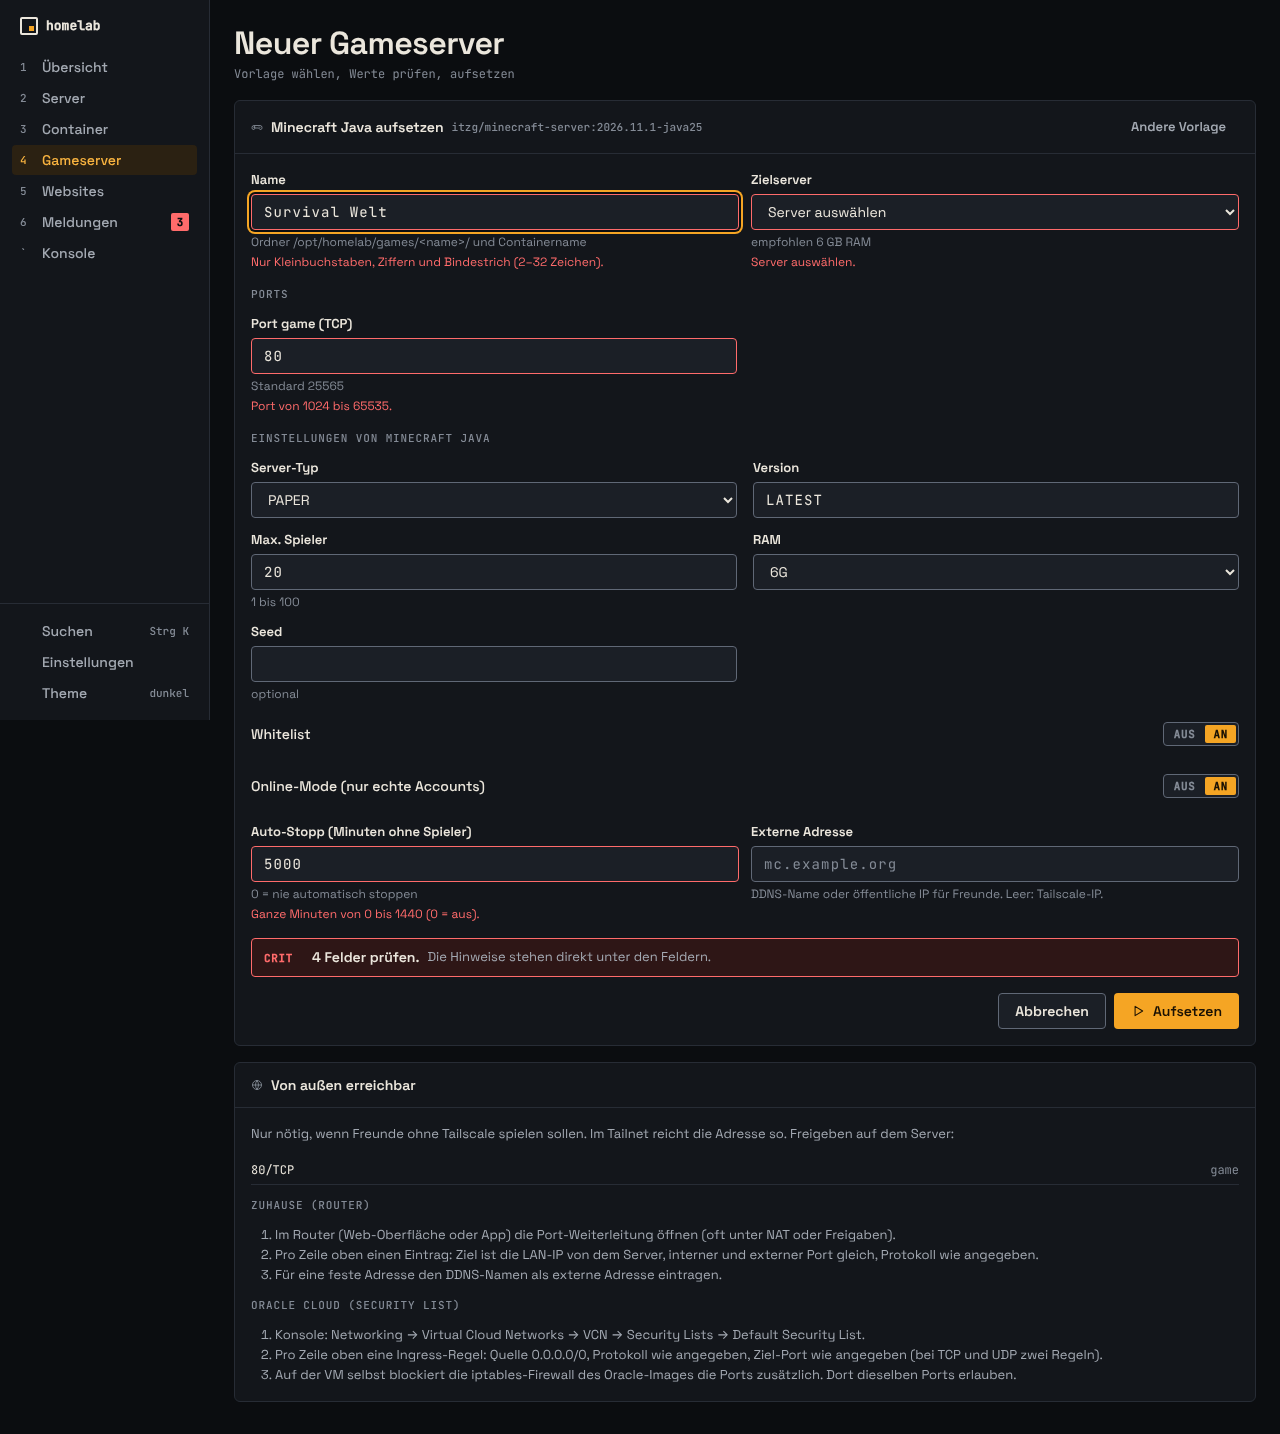 homelab
1 Übersicht
2 Server
3 Container
4 Gameserver
5 Websites
6 Meldungen 3
` Konsole
Suchen Strg K
Einstellungen
Theme dunkel
Neuer Gameserver
Vorlage wählen, Werte prüfen, aufsetzen
Minecraft Java aufsetzen itzg/minecraft-server:2026.11.1-java25 Andere Vorlage
Name Zielserver
Survival Welt Server auswählen
Ordner /opt/homelab/games/<name>/ und Containername empfohlen 6 GB RAM
Nur Kleinbuchstaben, Ziffern und Bindestrich (2–32 Zeichen). Server auswählen.
PORTS
Port game (TCP)
80
Standard 25565
Port von 1024 bis 65535.
EINSTELLUNGEN VON MINECRAFT JAVA
Server-Typ Version
PAPER LATEST
Max. Spieler RAM
20 6G
1 bis 100
Seed
optional
Whitelist AUS AN
Online-Mode (nur echte Accounts) AUS AN
Auto-Stopp (Minuten ohne Spieler) Externe Adresse
5000 mc.example.org
0 = nie automatisch stoppen DDNS-Name oder öffentliche IP für Freunde. Leer: Tailscale-IP.
Ganze Minuten von 0 bis 1440 (0 = aus).
CRIT 4 Felder prüfen. Die Hinweise stehen direkt unter den Feldern.
Abbrechen Aufsetzen
Von außen erreichbar
Nur nötig, wenn Freunde ohne Tailscale spielen sollen. Im Tailnet reicht die Adresse so. Freigeben auf dem Server:
80/TCP game
ZUHAUSE (ROUTER)
1. Im Router (Web-Oberfläche oder App) die Port-Weiterleitung öffnen (oft unter NAT oder Freigaben).
2. Pro Zeile oben einen Eintrag: Ziel ist die LAN-IP von dem Server, interner und externer Port gleich, Protokoll wie angegeben.
3. Für eine feste Adresse den DDNS-Namen als externe Adresse eintragen.
ORACLE CLOUD (SECURITY LIST)
1. Konsole: Networking → Virtual Cloud Networks → VCN → Security Lists → Default Security List.
2. Pro Zeile oben eine Ingress-Regel: Quelle 0.0.0.0/0, Protokoll wie angegeben, Ziel-Port wie angegeben (bei TCP und UDP zwei Regeln).
3. Auf der VM selbst blockiert die iptables-Firewall des Oracle-Images die Ports zusätzlich. Dort dieselben Ports erlauben.